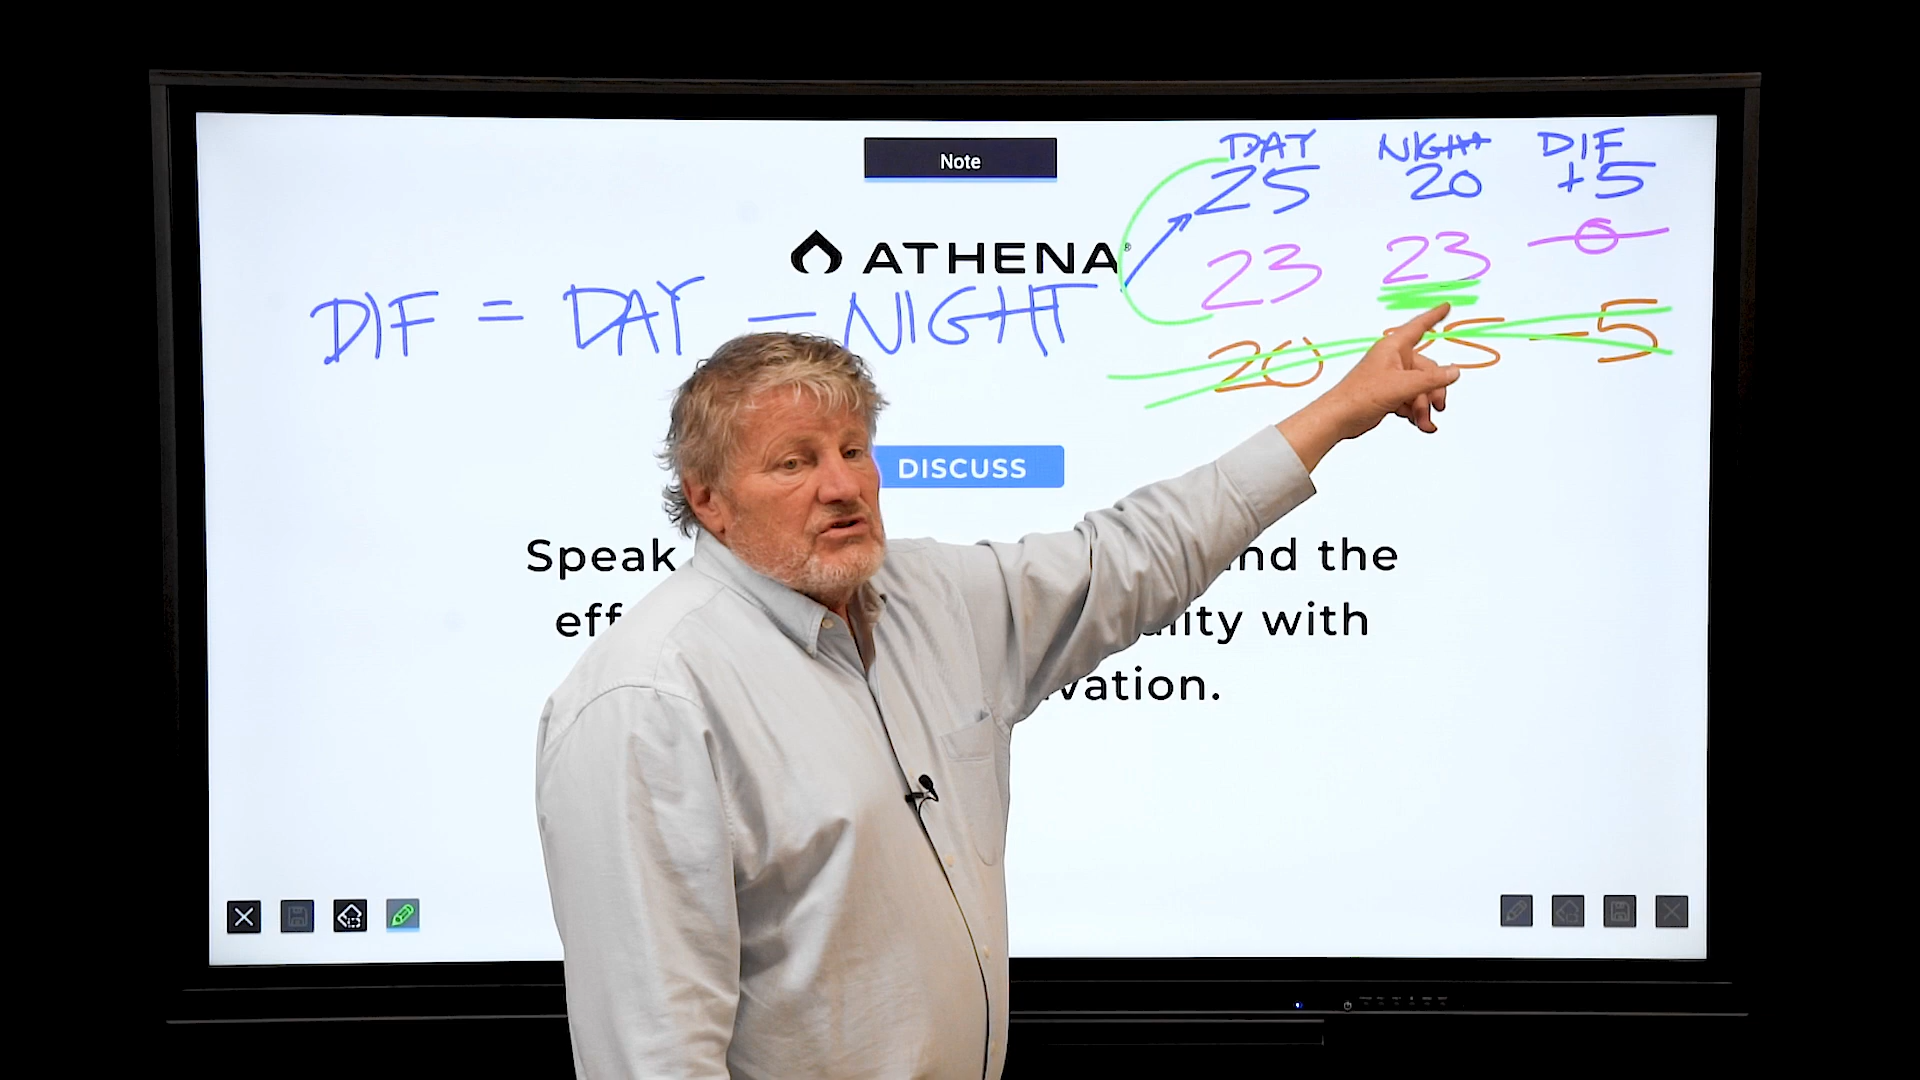 Note
DAY NIGHT DIF
25 20 +5
ATHENA®
23 23 0
DIF = DAY - NIGHT
20 25 -5
DISCUSS
Speak nd the
eff ality with
vation.